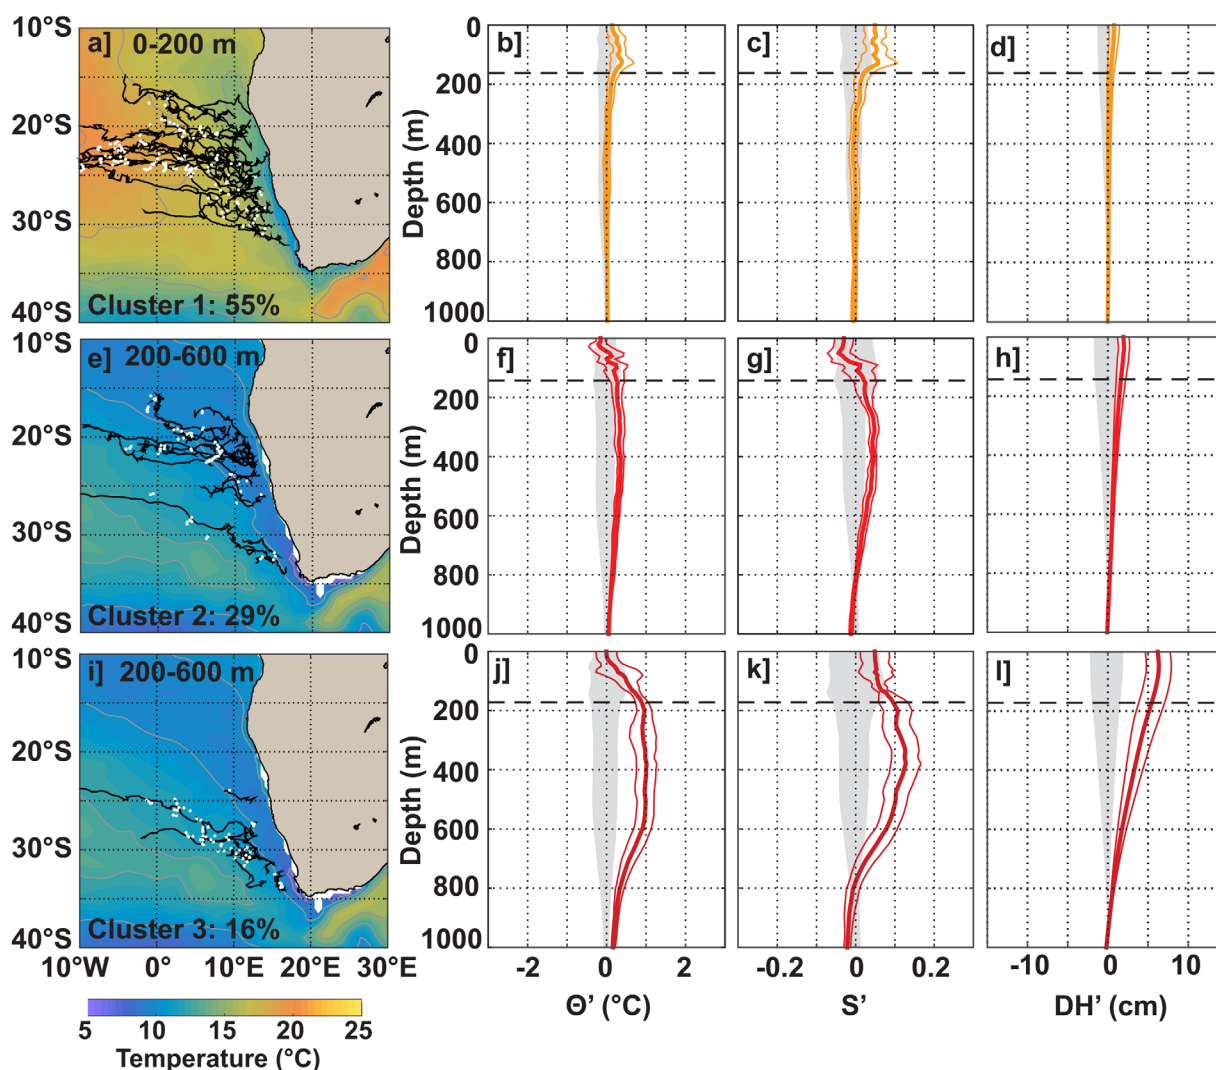 10°S
20°S
30°S
40°S
a] 0-200 m
Cluster 1: 55%
b]
c]
d]
0
200
400
600
800
1000
Depth (m)
10°S
20°S
30°S
40°S
e] 200-600 m
Cluster 2: 29%
f]
g]
h]
0
200
400
600
800
1000
Depth (m)
10°S
20°S
30°S
40°S
i] 200-600 m
Cluster 3: 16%
j]
k]
l]
0
200
400
600
800
1000
Depth (m)
10°W 0° 10°E 20°E 30°E
-2 0 2
-0.2 0 0.2
-10 0 10
Θ’ (°C)
S’
DH’ (cm)
5 10 15 20 25
Temperature (°C)